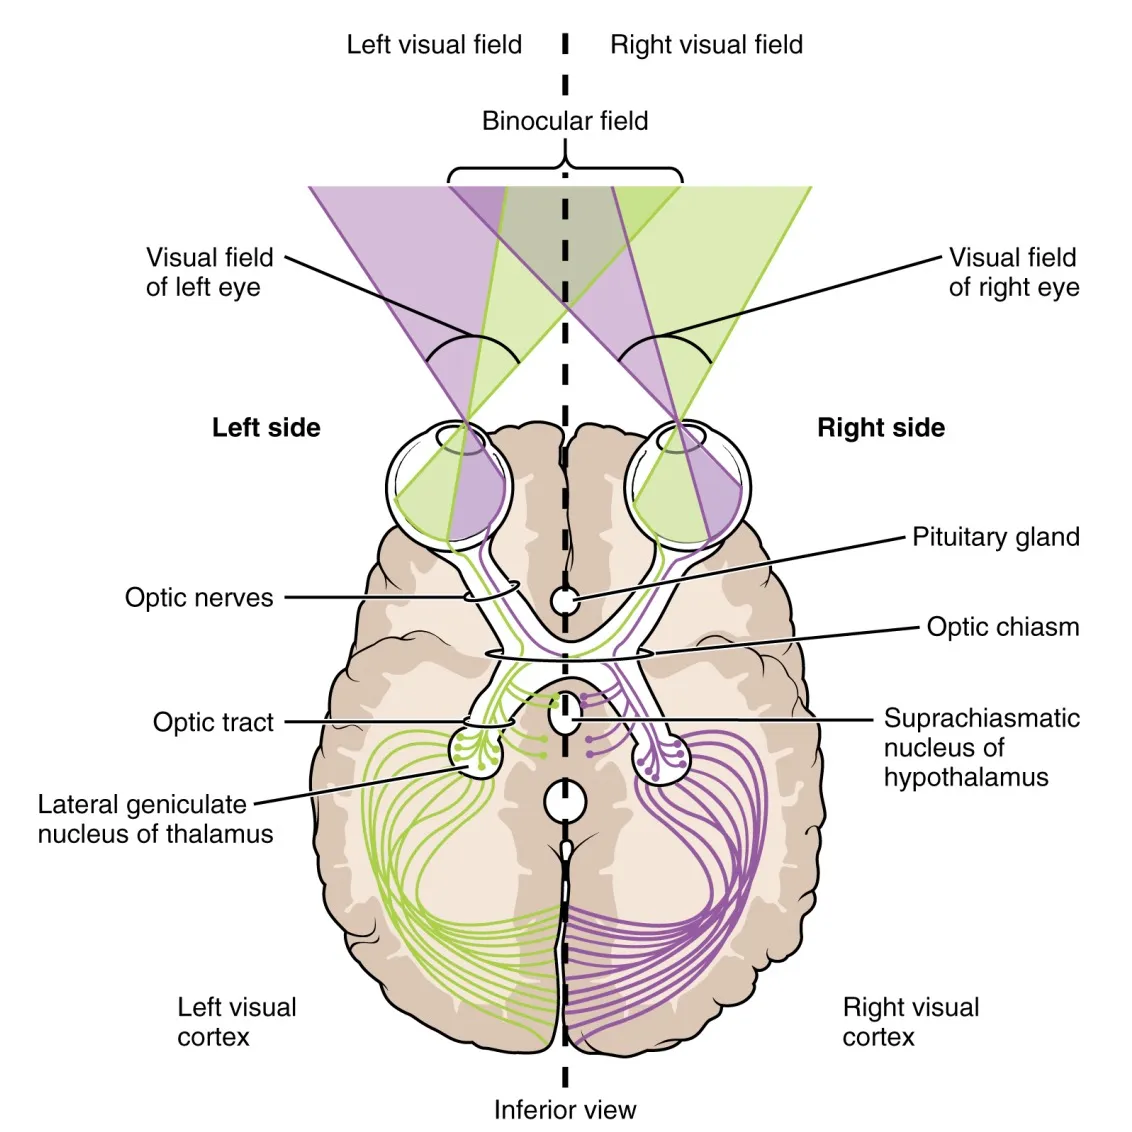 Left visual field
Right visual field
Binocular field
Visual field
of left eye
Visual field
of right eye
Left side
Right side
Pituitary gland
Optic nerves
Optic chiasm
Optic tract
Suprachiasmatic
nucleus of
hypothalamus
Lateral geniculate
nucleus of thalamus
Left visual
cortex
Right visual
cortex
Inferior view